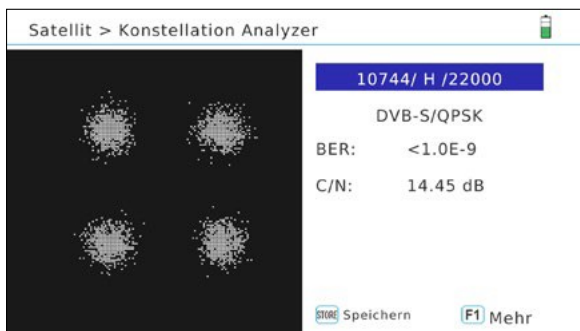 Satellit > Konstellation Analyzer
10744/ H /22000
DVB-S/QPSK
BER: <1.0E-9
C/N: 14.45 dB
STORE Speichern F1 Mehr